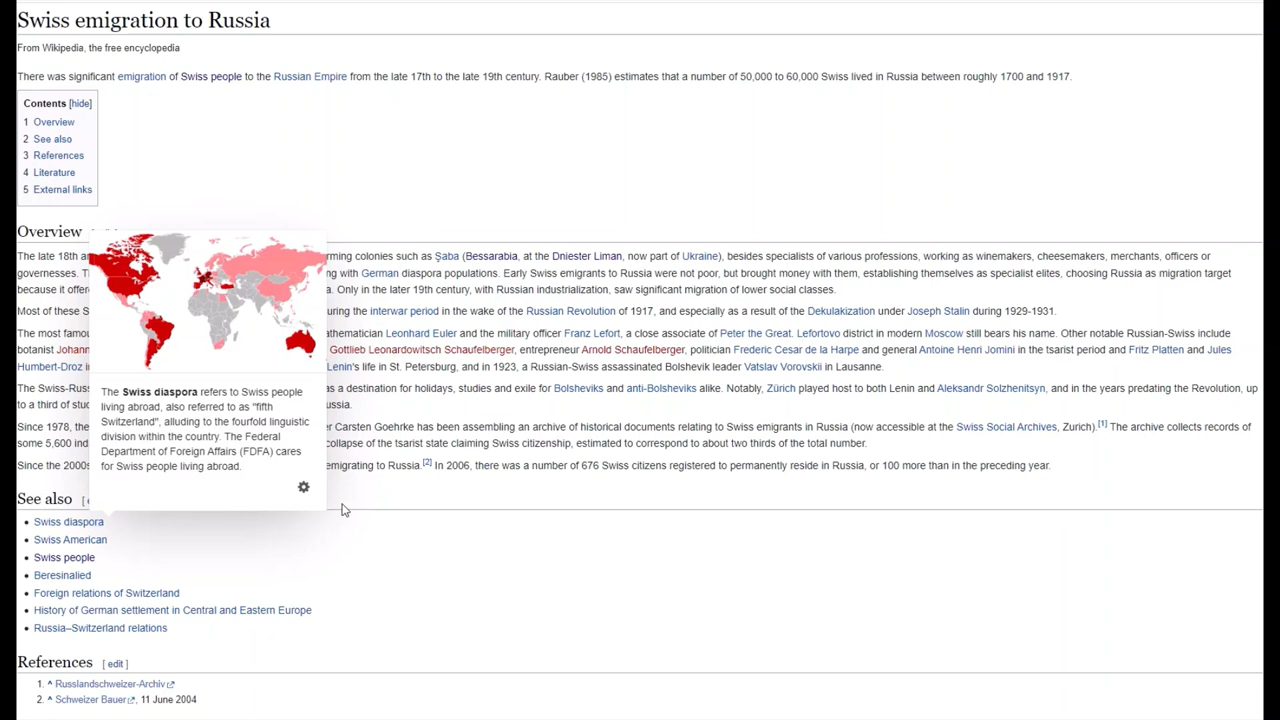 Swiss emigration to Russia
From Wikipedia, the free encyclopedia
There was significant emigration of Swiss people to the Russian Empire from the late 17th to the late 19th century. Rauber (1985) estimates that a number of 50,000 to 60,000 Swiss lived in Russia between roughly 1700 and 1917.
Contents [hide]
1 Overview
2 See also
3 References
4 Literature
5 External links
Overview
The late 18th an rming colonies such as Şaba (Bessarabia, at the Dniester Liman, now part of Ukraine), besides specialists of various professions, working as winemakers, cheesemakers, merchants, officers or
governesses. T ng with German diaspora populations. Early Swiss emigrants to Russia were not poor, but brought money with them, establishing themselves as specialist elites, choosing Russia as migration target
because it offer a. Only in the later 19th century, with Russian industrialization, saw significant migration of lower social classes.
Most of these S uring the interwar period in the wake of the Russian Revolution of 1917, and especially as a result of the Dekulakization under Joseph Stalin during 1929-1931.
The most famou athematician Leonhard Euler and the military officer Franz Lefort, a close associate of Peter the Great. Lefortovo district in modern Moscow still bears his name. Other notable Russian-Swiss include
botanist Johann Gottlieb Leonardowitsch Schaufelberger, entrepreneur Arnold Schaufelberger, politician Frederic Cesar de la Harpe and general Antoine Henri Jomini in the tsarist period and Fritz Platten and Jules
Humbert-Droz i Lenin's life in St. Petersburg, and in 1923, a Russian-Swiss assassinated Bolshevik leader Vatslav Vorovskii in Lausanne.
The Swiss-Rus as a destination for holidays, studies and exile for Bolsheviks and anti-Bolsheviks alike. Notably, Zürich played host to both Lenin and Aleksandr Solzhenitsyn, and in the years predating the Revolution, up
to a third of stud ussia.
Since 1978, the er Carsten Goehrke has been assembling an archive of historical documents relating to Swiss emigrants in Russia (now accessible at the Swiss Social Archives, Zurich).[1] The archive collects records of
some 5,600 ind ollapse of the tsarist state claiming Swiss citizenship, estimated to correspond to about two thirds of the total number.
Since the 2000s emigrating to Russia.[2] In 2006, there was a number of 676 Swiss citizens registered to permanently reside in Russia, or 100 more than in the preceding year.
The Swiss diaspora refers to Swiss people
living abroad, also referred to as "fifth
Switzerland", alluding to the fourfold linguistic
division within the country. The Federal
Department of Foreign Affairs (FDFA) cares
for Swiss people living abroad.
See also [ e
• Swiss diaspora
• Swiss American
• Swiss people
• Beresinalied
• Foreign relations of Switzerland
• History of German settlement in Central and Eastern Europe
• Russia–Switzerland relations
References [ edit ]
1. ^ Russlandschweizer-Archiv
2. ^ Schweizer Bauer, 11 June 2004